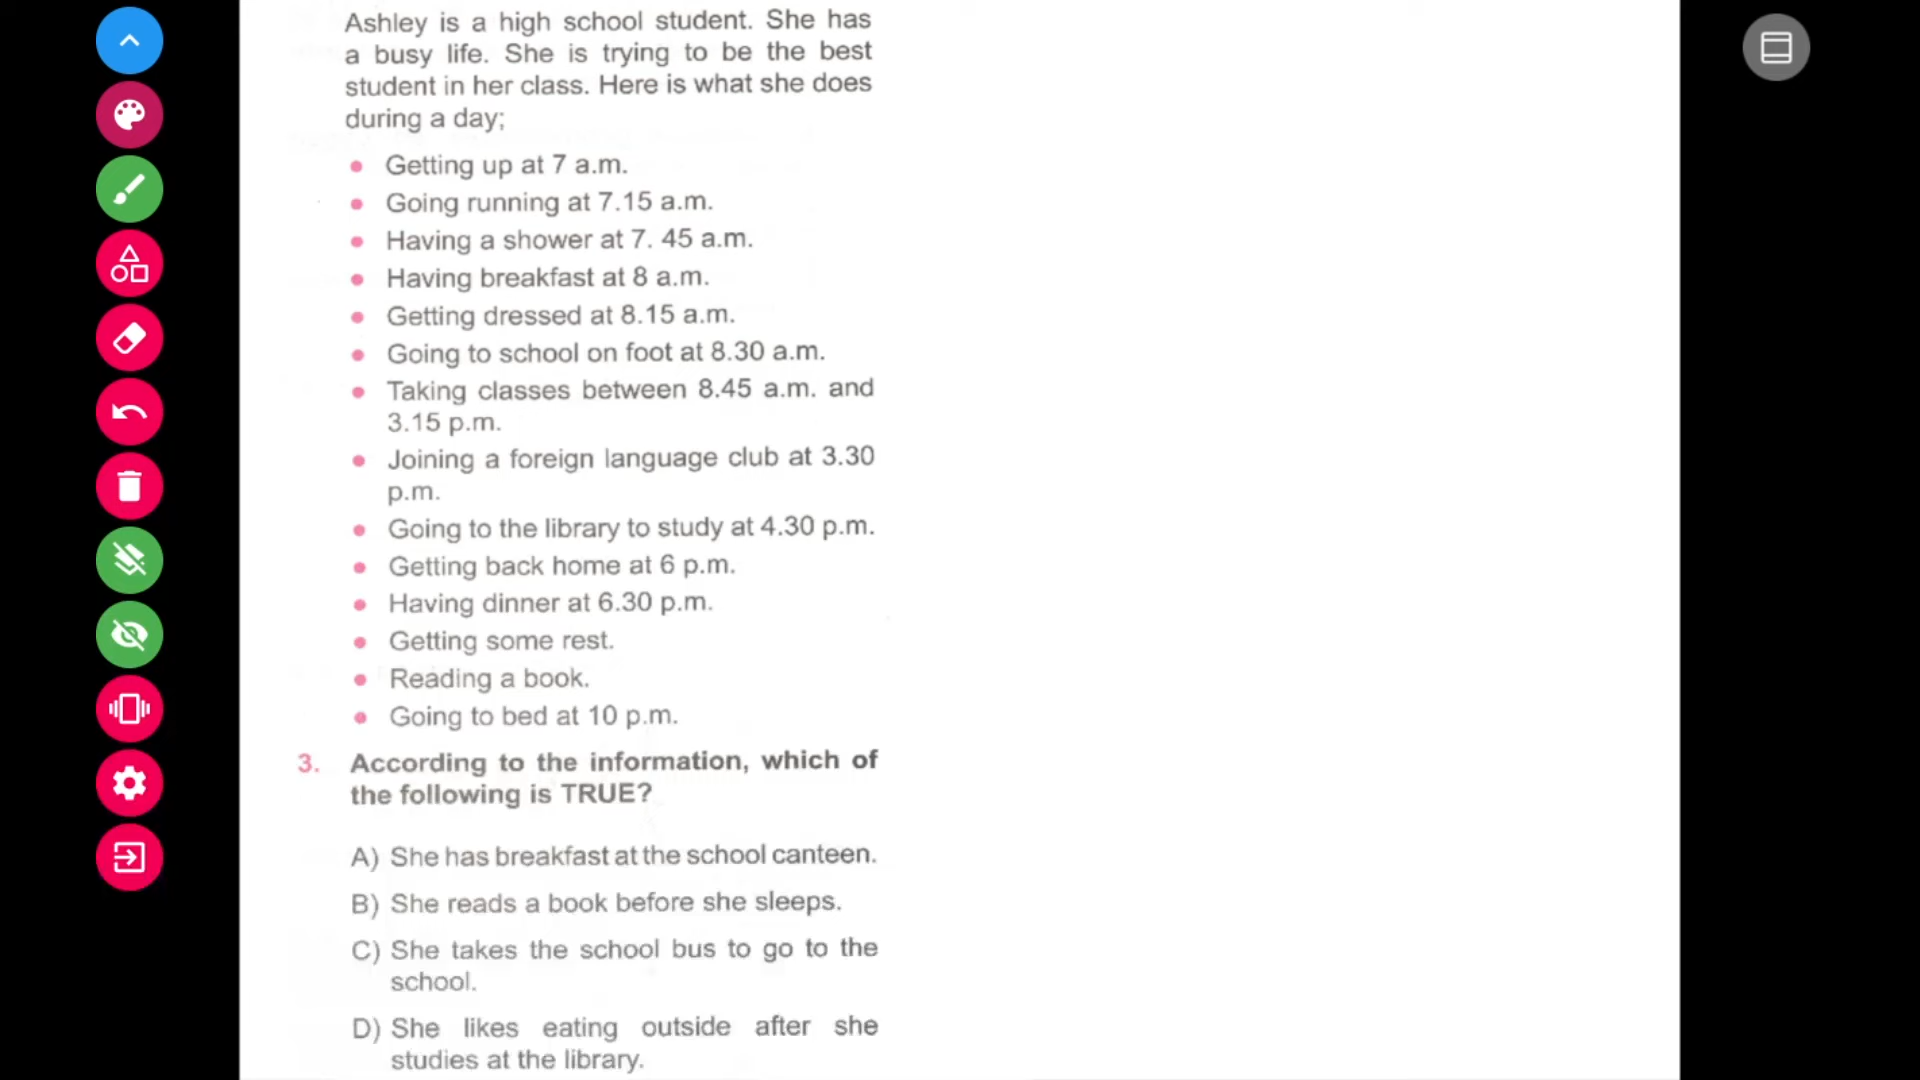 Ashley is a high school student. She has
a busy life. She is trying to be the best
student in her class. Here is what she does
during a day;
• Getting up at 7 a.m.
• Going running at 7.15 a.m.
• Having a shower at 7. 45 a.m.
• Having breakfast at 8 a.m.
• Getting dressed at 8.15 a.m.
• Going to school on foot at 8.30 a.m.
• Taking classes between 8.45 a.m. and
3.15 p.m.
• Joining a foreign language club at 3.30
p.m.
• Going to the library to study at 4.30 p.m.
• Getting back home at 6 p.m.
• Having dinner at 6.30 p.m.
• Getting some rest.
• Reading a book.
• Going to bed at 10 p.m.
3. According to the information, which of
the following is TRUE?
A) She has breakfast at the school canteen.
B) She reads a book before she sleeps.
C) She takes the school bus to go to the
school.
D) She likes eating outside after she
studies at the library.